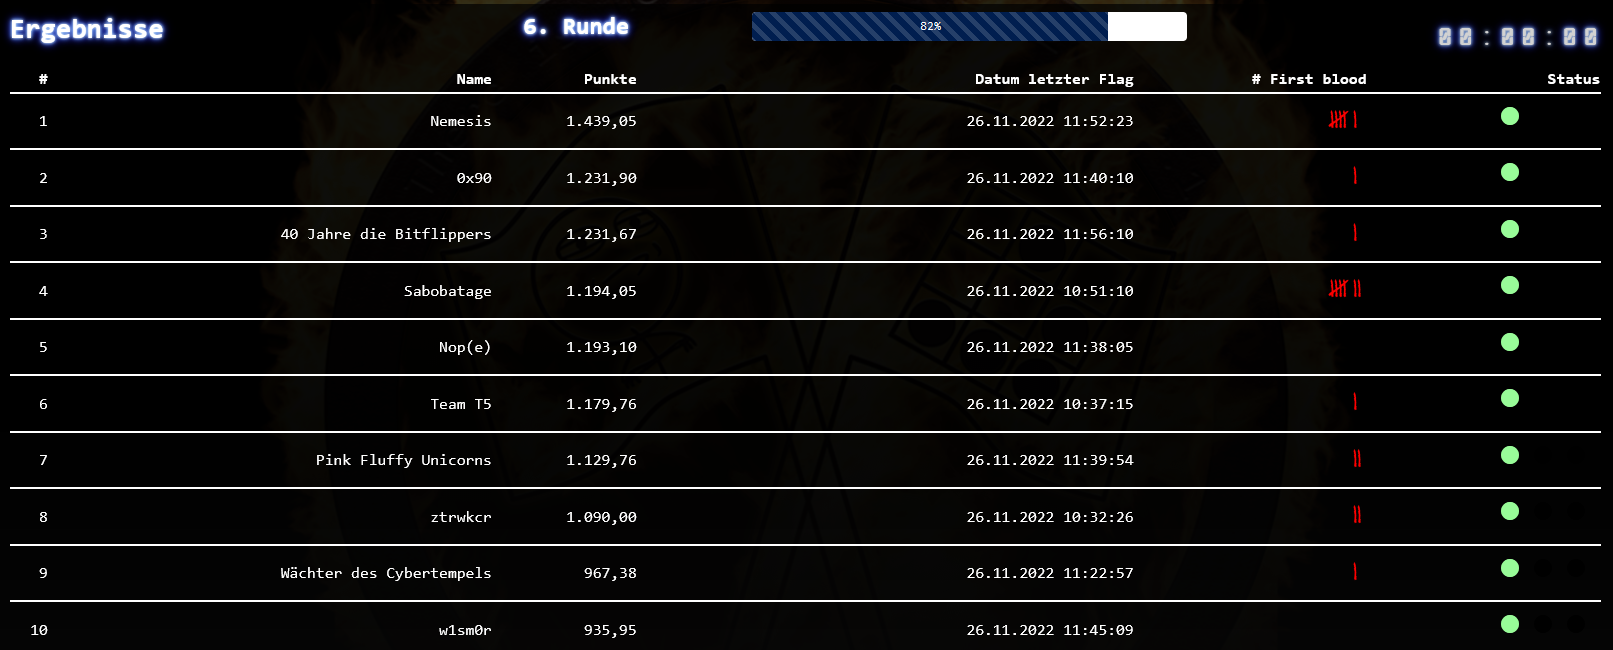 Ergebnisse 6. Runde 82% 00:00:00
# Name Punkte Datum letzter Flag # First blood Status
1 Nemesis 1.439,05 26.11.2022 11:52:23
2 0x90 1.231,90 26.11.2022 11:40:10
3 40 Jahre die Bitflippers 1.231,67 26.11.2022 11:56:10
4 Sabobatage 1.194,05 26.11.2022 10:51:10
5 Nop(e) 1.193,10 26.11.2022 11:38:05
6 Team T5 1.179,76 26.11.2022 10:37:15
7 Pink Fluffy Unicorns 1.129,76 26.11.2022 11:39:54
8 ztrwkcr 1.090,00 26.11.2022 10:32:26
9 Wächter des Cybertempels 967,38 26.11.2022 11:22:57
10 w1sm0r 935,95 26.11.2022 11:45:09